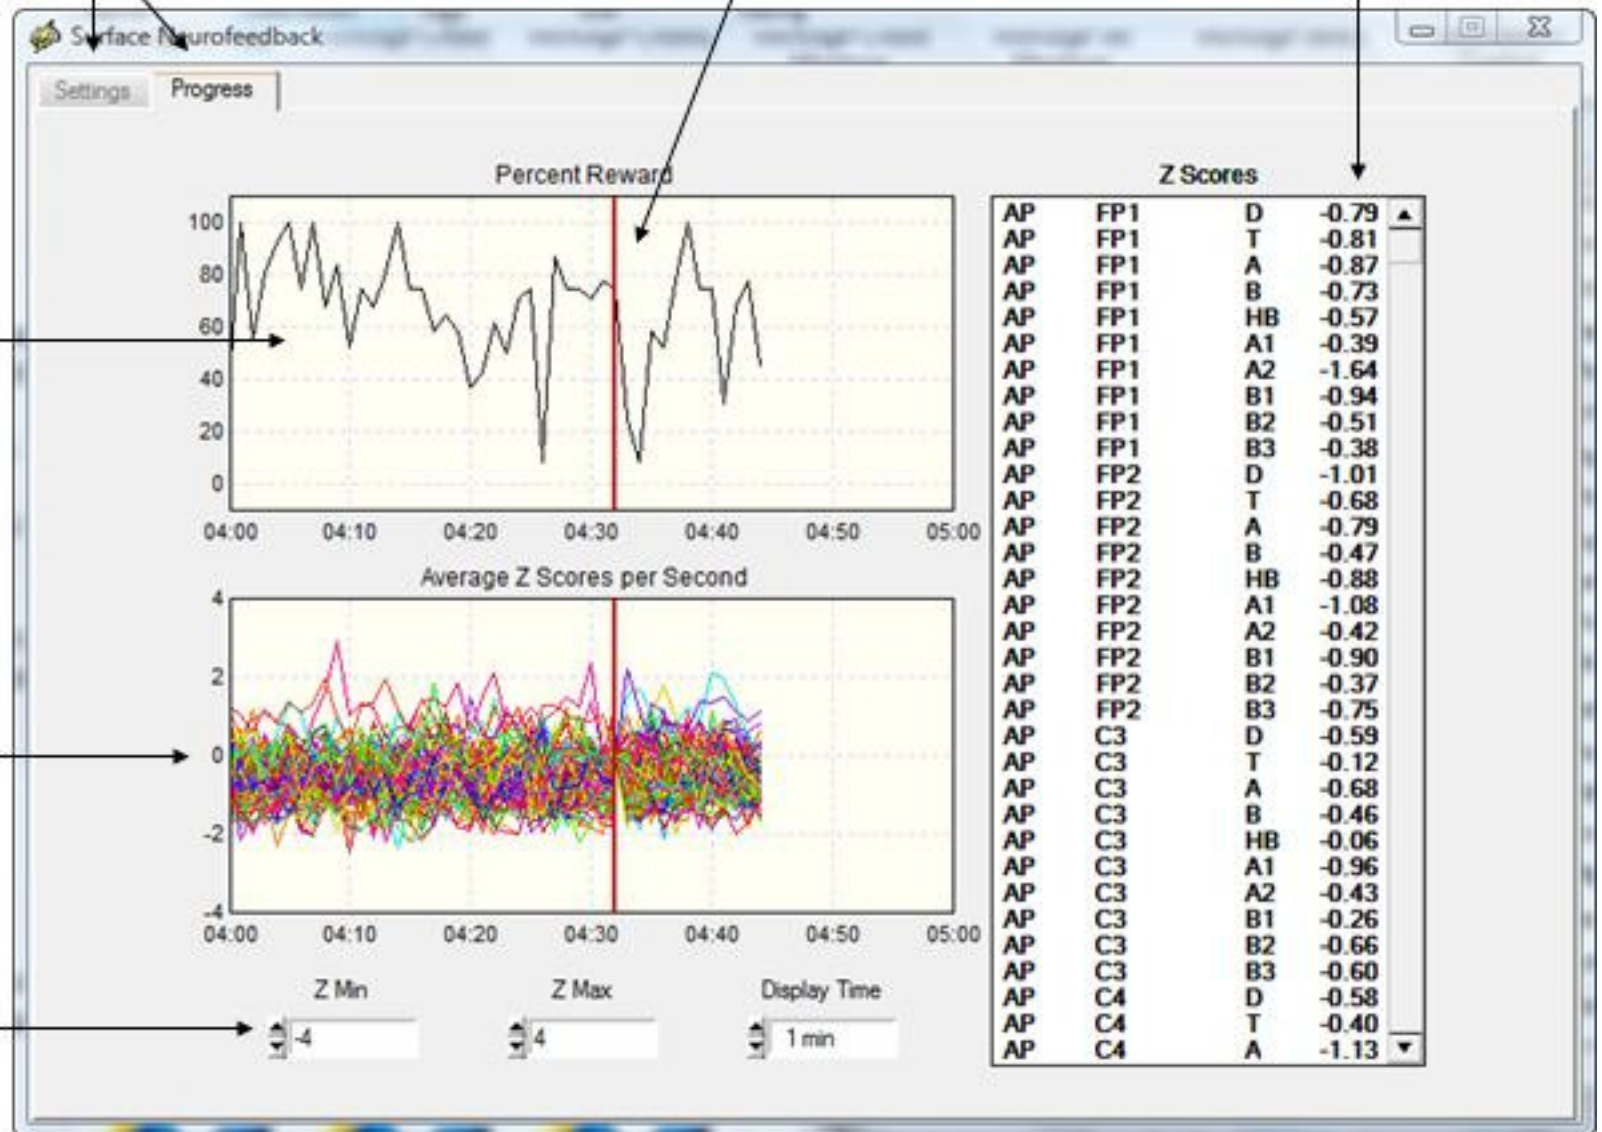 Surface Neurofeedback
Settings Progress
Percent Reward
100
80
60
40
20
0
04:00 04:10 04:20 04:30 04:40 04:50 05:00
Average Z Scores per Second
4
2
0
-2
-4
04:00 04:10 04:20 04:30 04:40 04:50 05:00
Z Min Z Max Display Time
-4 4 1 min
Z Scores
AP FP1 D -0.79
AP FP1 T -0.81
AP FP1 A -0.87
AP FP1 B -0.73
AP FP1 HB -0.57
AP FP1 A1 -0.39
AP FP1 A2 -1.64
AP FP1 B1 -0.94
AP FP1 B2 -0.51
AP FP1 B3 -0.38
AP FP2 D -1.01
AP FP2 T -0.68
AP FP2 A -0.79
AP FP2 B -0.47
AP FP2 HB -0.88
AP FP2 A1 -1.08
AP FP2 A2 -0.42
AP FP2 B1 -0.90
AP FP2 B2 -0.37
AP FP2 B3 -0.75
AP C3 D -0.59
AP C3 T -0.12
AP C3 A -0.68
AP C3 B -0.46
AP C3 HB -0.06
AP C3 A1 -0.96
AP C3 A2 -0.43
AP C3 B1 -0.26
AP C3 B2 -0.66
AP C3 B3 -0.60
AP C4 D -0.58
AP C4 T -0.40
AP C4 A -1.13